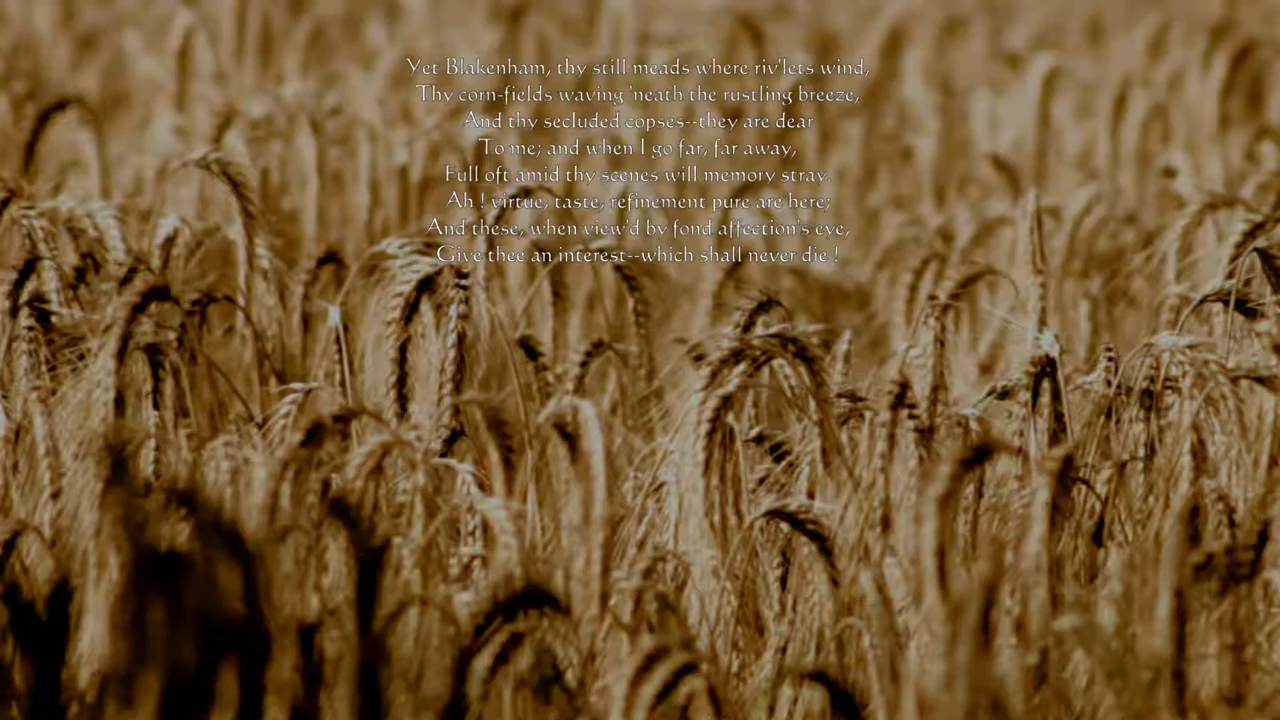 Yet Blakenham, thy still meads where riv'lets wind,
Thy corn-fields waving 'neath the rustling breeze,
And thy secluded copses--they are dear
To me; and when I go far, far away,
Full oft amid thy scenes will memory stray.
Ah ! virtue, taste, refinement pure are here;
And these, when view'd by fond affection's eye,
Give thee an interest--which shall never die !